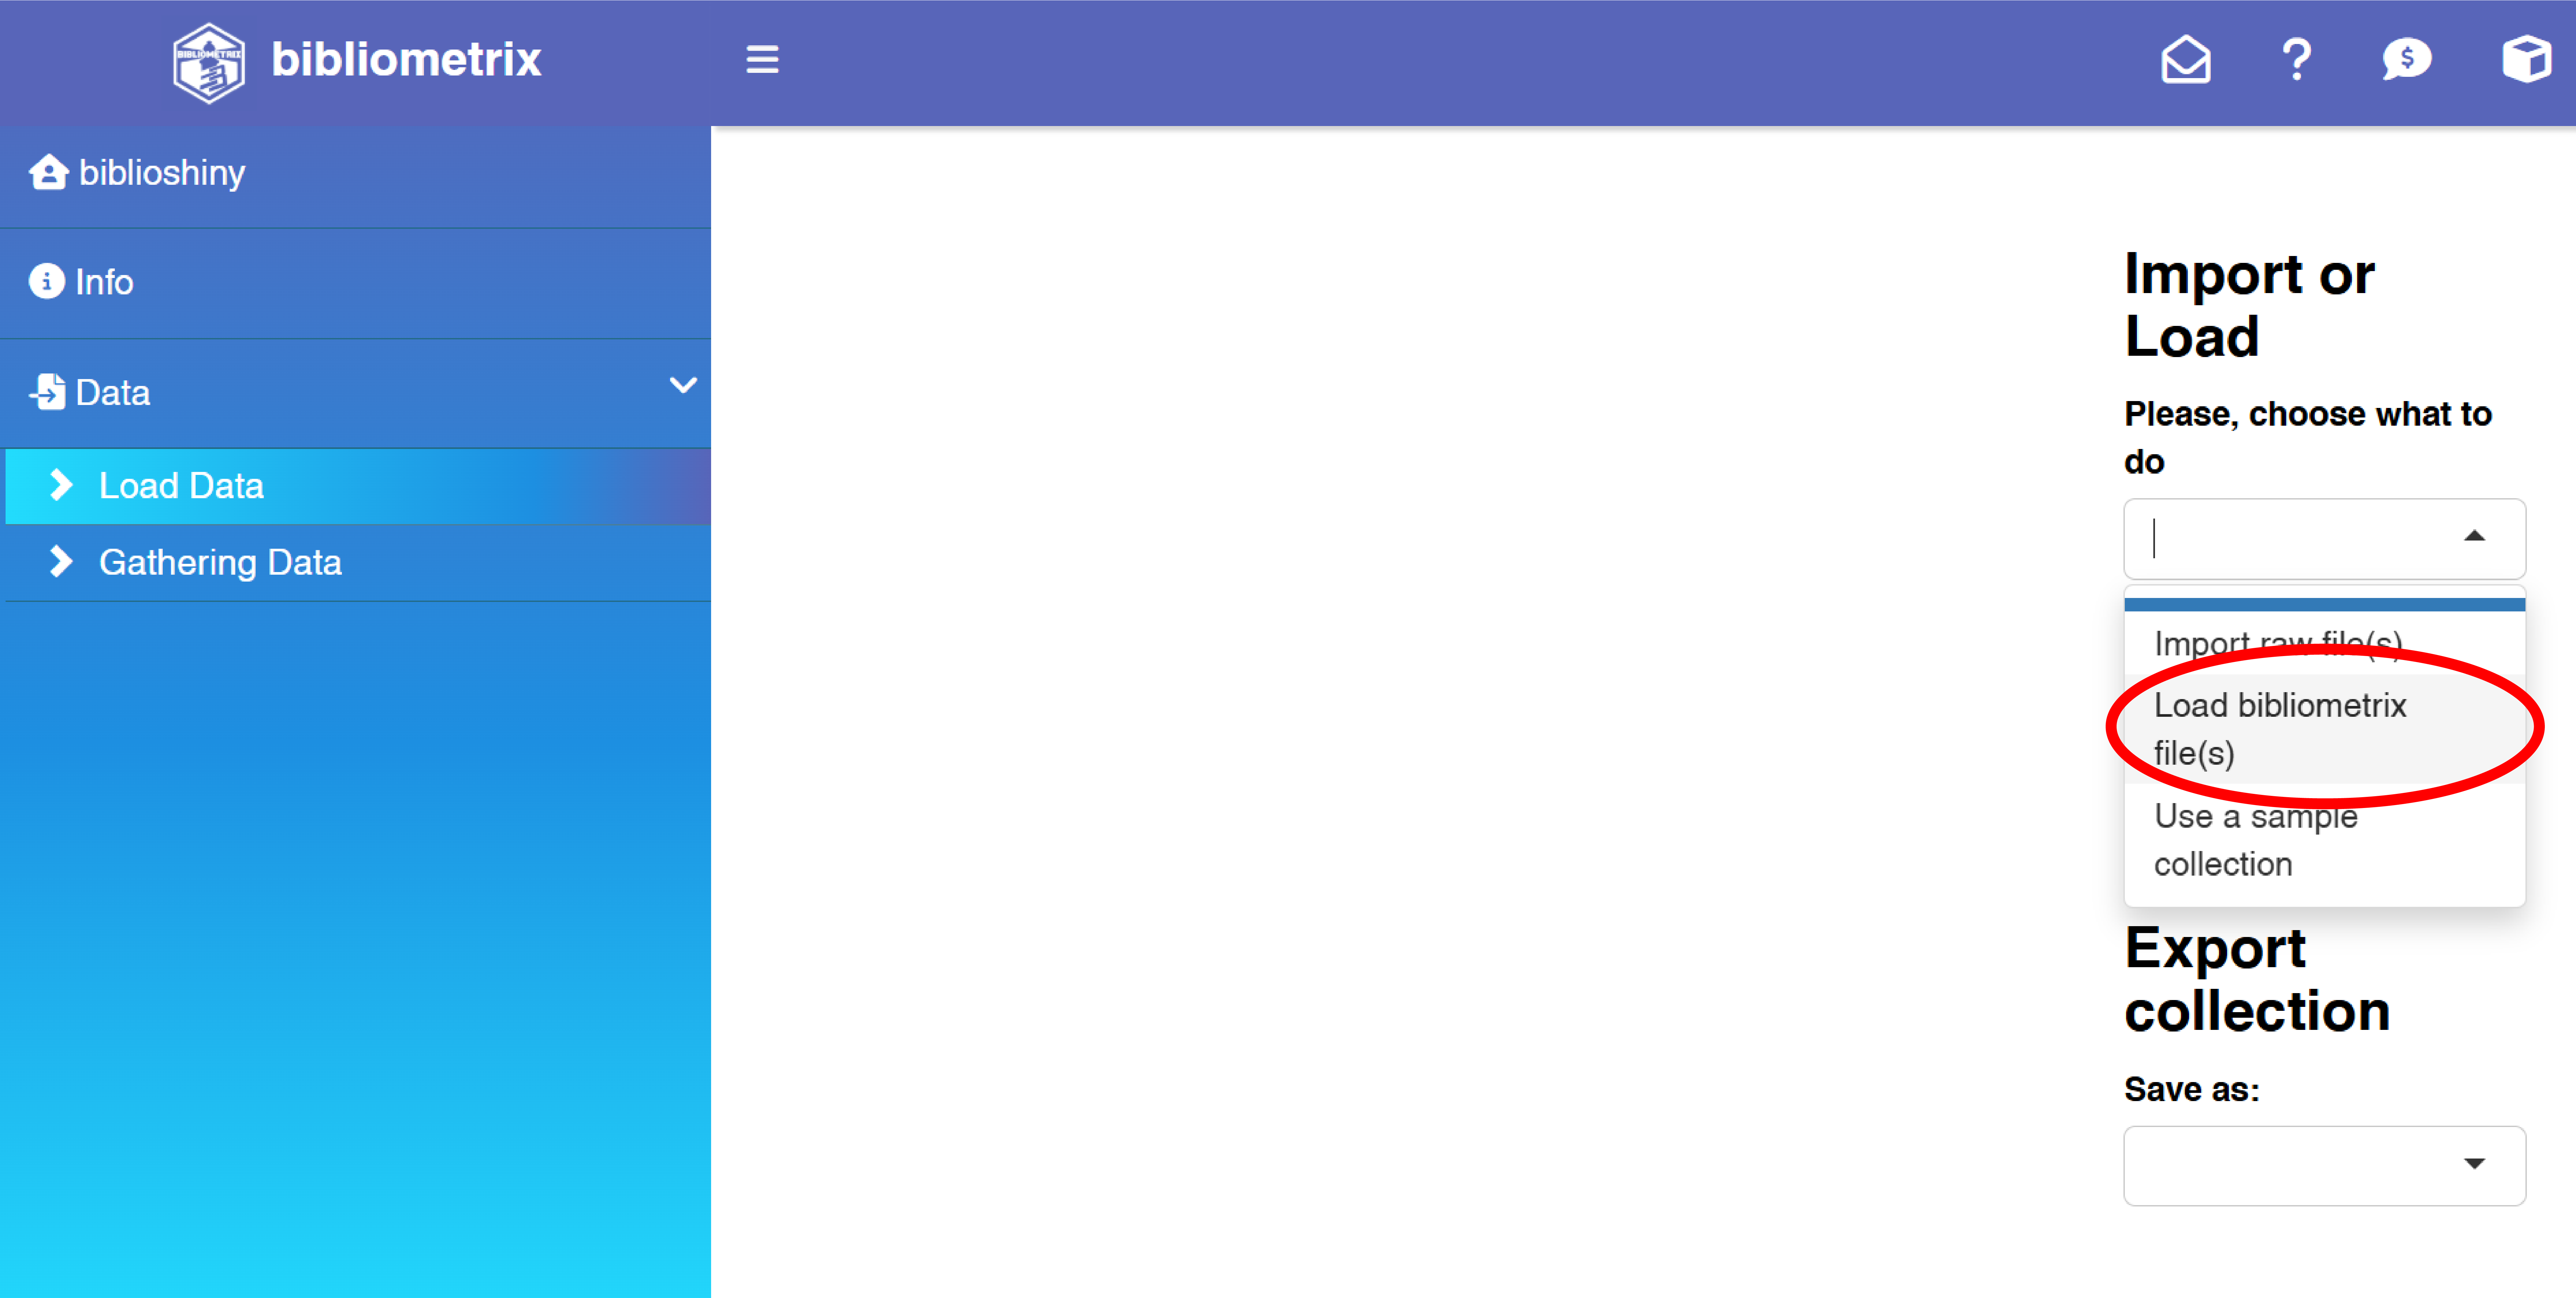 BIBLIOMETRIX
bibliometrix
biblioshiny
Info
Data
Load Data
Gathering Data
Import or
Load
Please, choose what to
do
Import raw file(s)
Load bibliometrix
file(s)
Use a sample
collection
Export
collection
Save as: